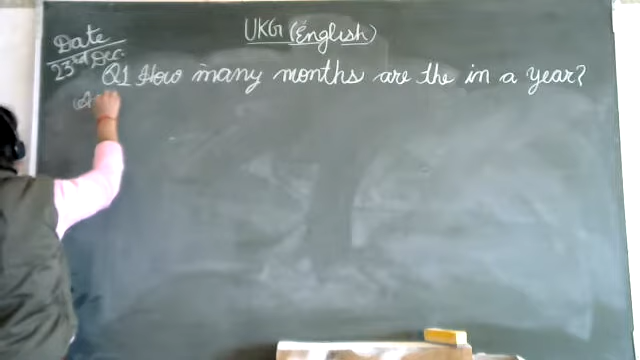 UKG (English)
Date
23rd Dec.
Q1 How many months are the in a year?